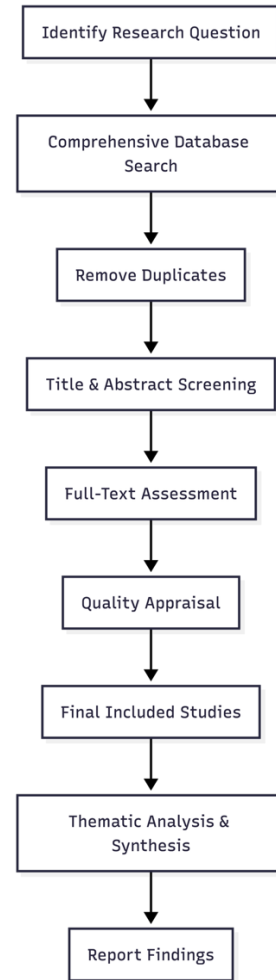 Identify Research Question
Comprehensive Database
Search
Remove Duplicates
Title & Abstract Screening
Full-Text Assessment
Quality Appraisal
Final Included Studies
Thematic Analysis &
Synthesis
Report Findings